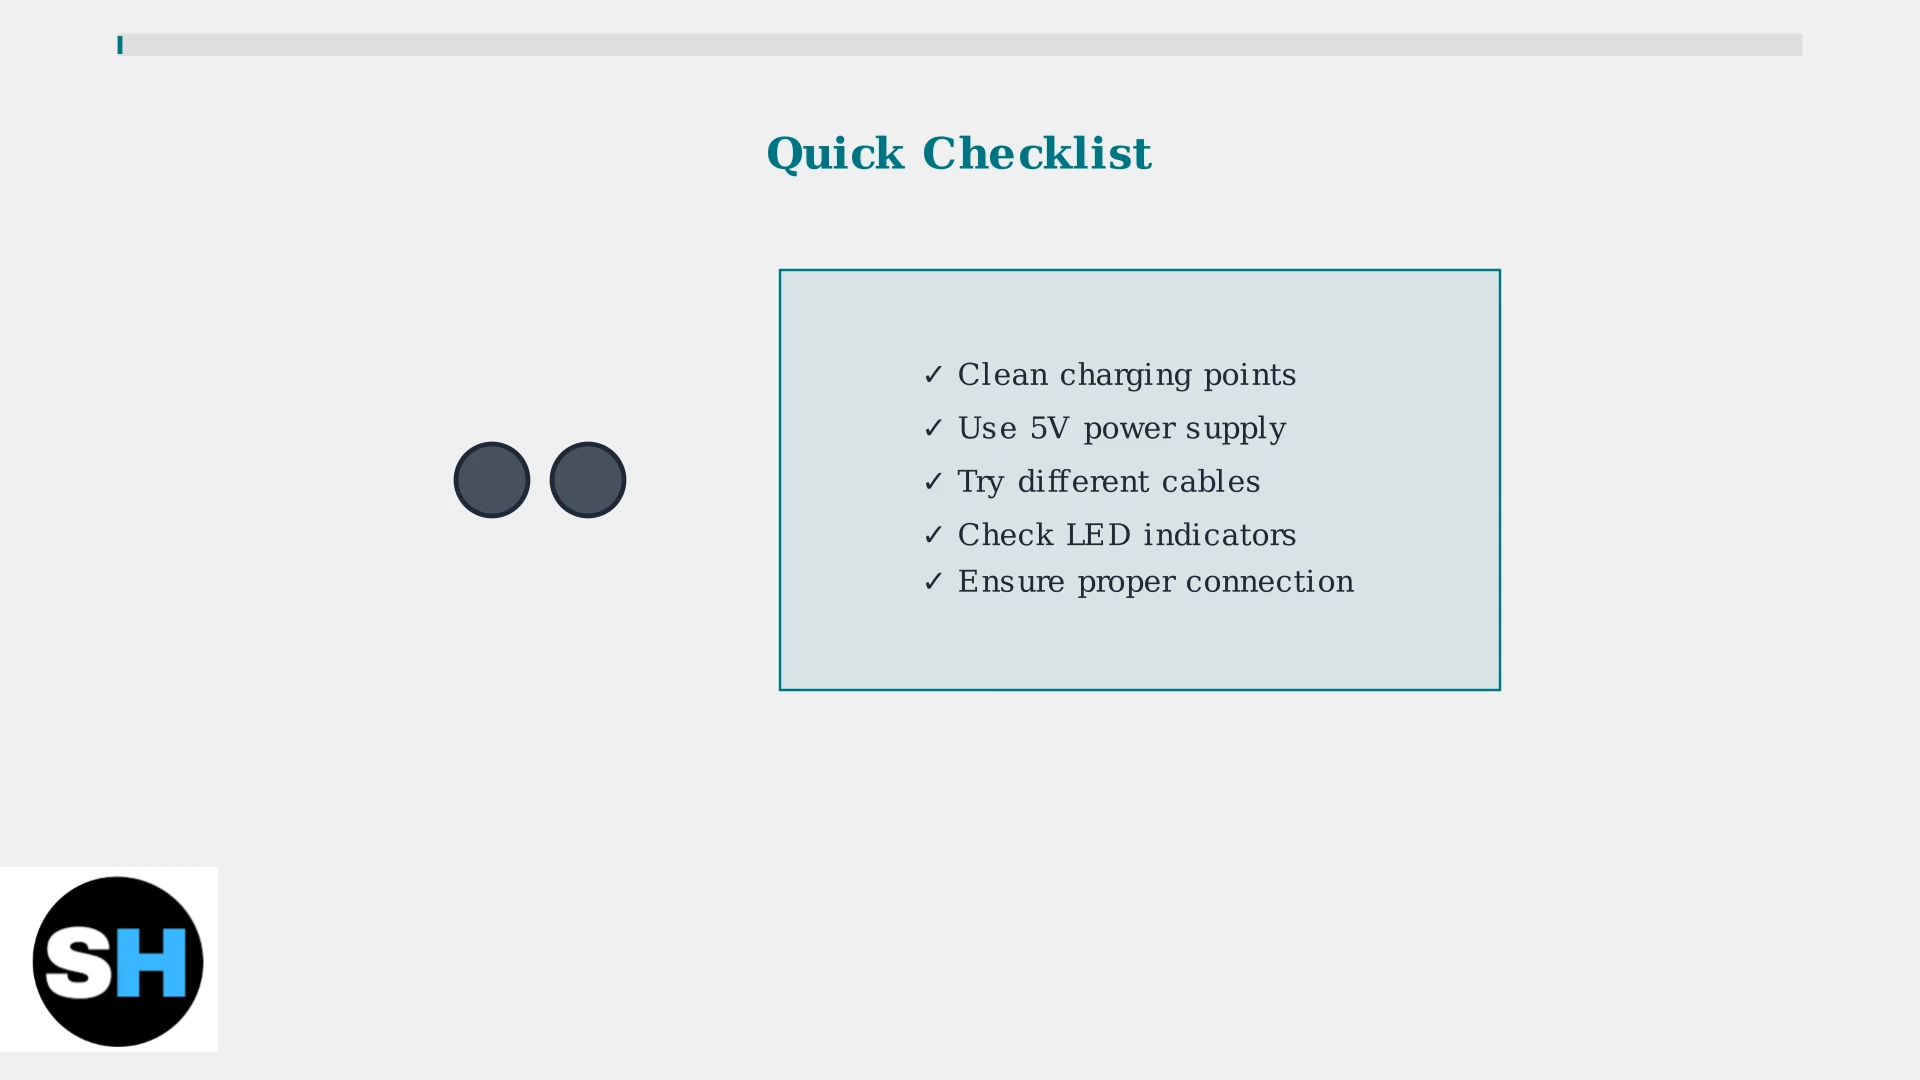 Quick Checklist
✓ Clean charging points
✓ Use 5V power supply
✓ Try different cables
✓ Check LED indicators
✓ Ensure proper connection
SH